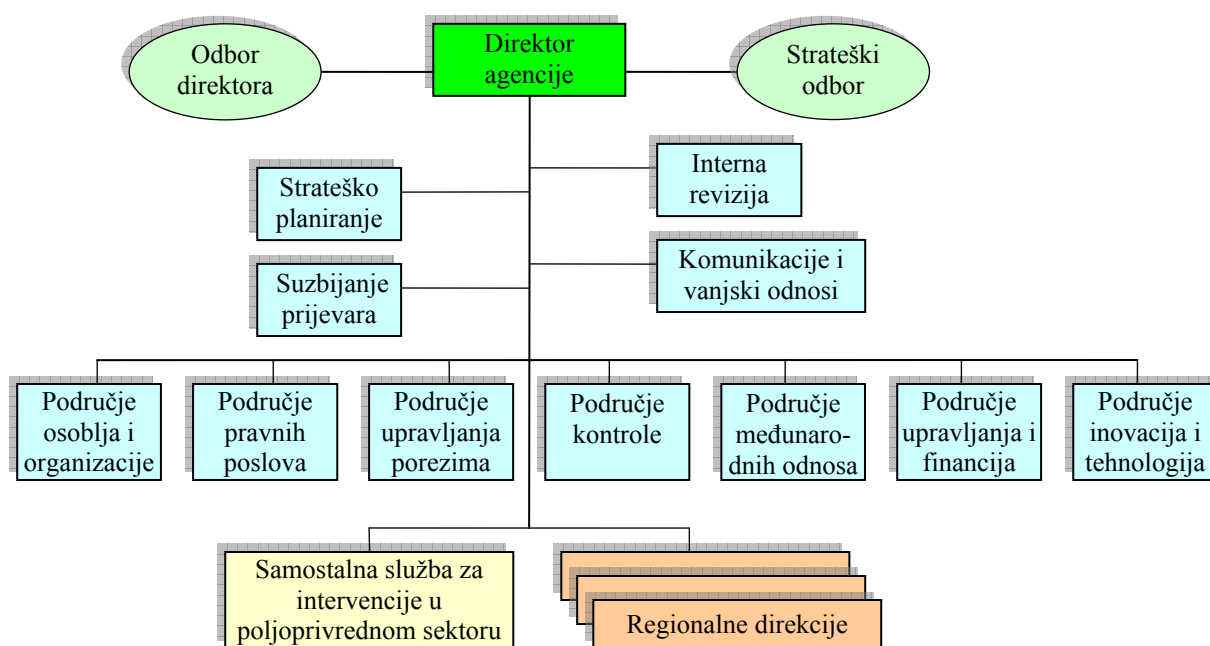 Odbor
direktora
Direktor
agencije
Strateški
odbor
Strateško
planiranje
Interna
revizija
Suzbijanje
prijevara
Komunikacije i
vanjski odnosi
Područje
osoblja i
organizacije
Područje
pravnih
poslova
Područje
upravljanja
porezima
Područje
kontrole
Područje
međunaro-
dnih odnosa
Područje
upravljanja i
financija
Područje
inovacija i
tehnologija
Samostalna služba za
intervencije u
poljoprivrednom sektoru
Regionalne direkcije